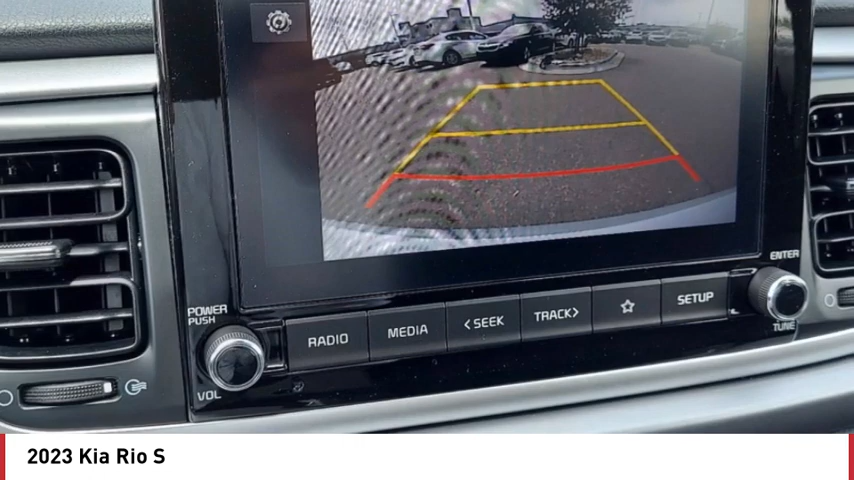 POWER
PUSH
VOL
RADIO
MEDIA
< SEEK
TRACK >
SETUP
ENTER
TUNE
2023 Kia Rio S